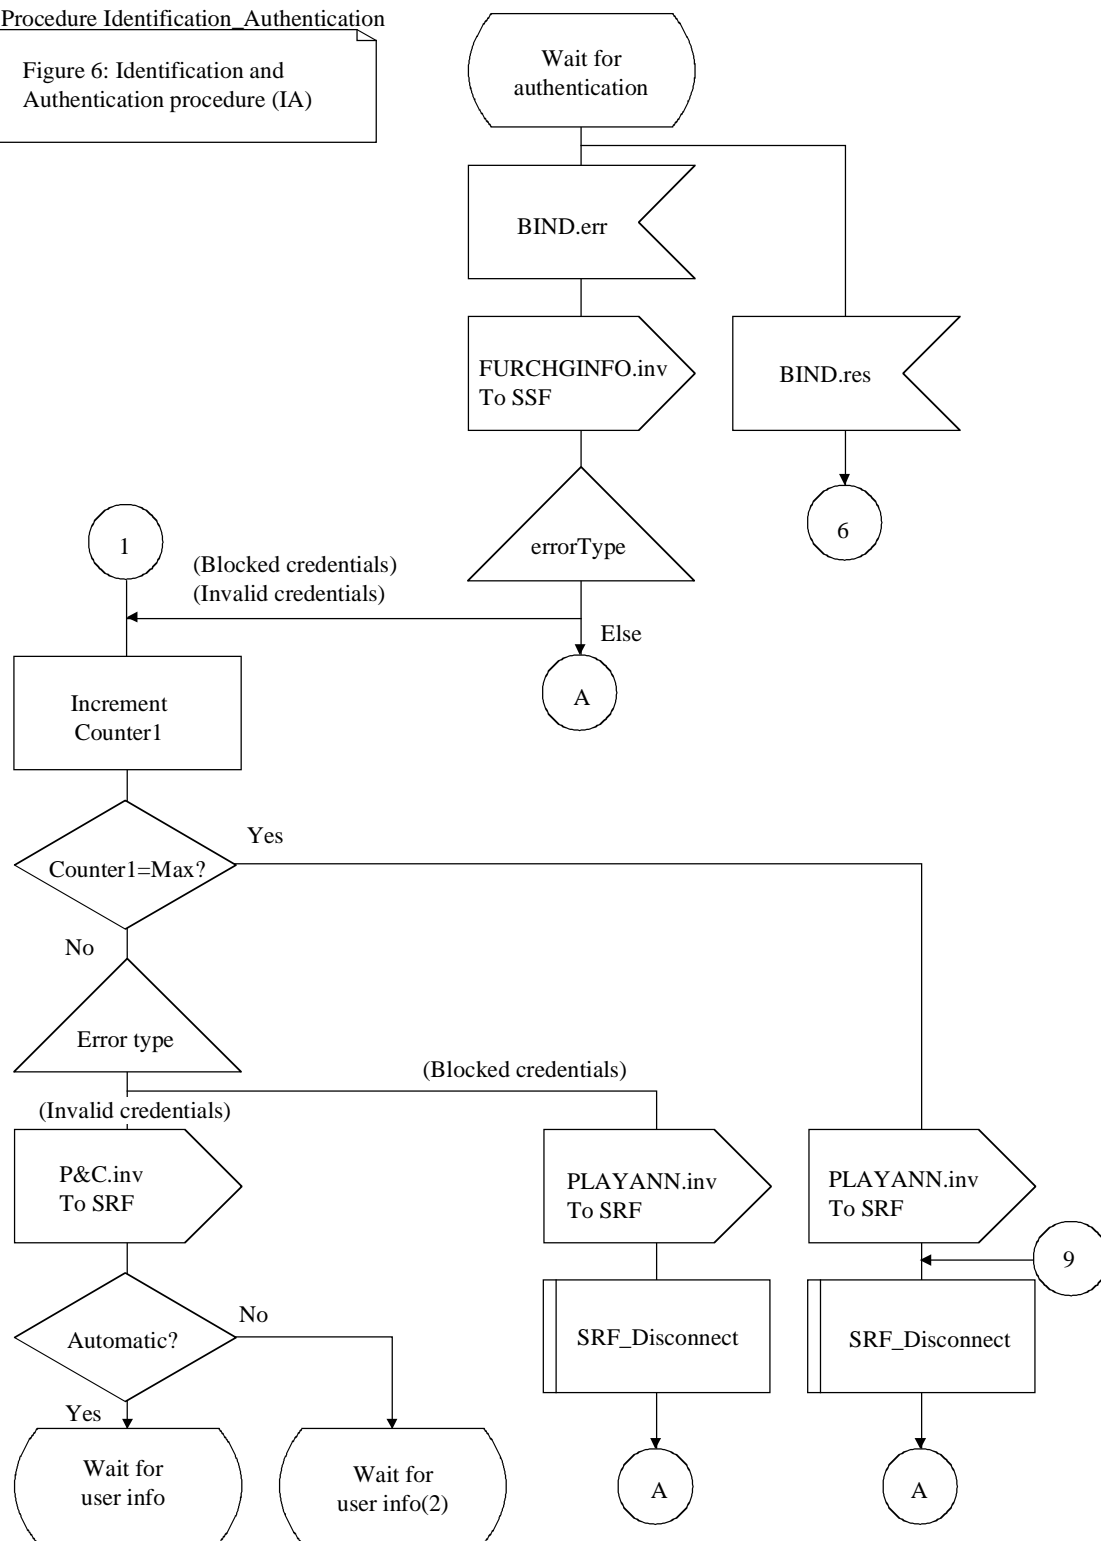 Procedure Identification_Authentication
Figure 6: Identification and
Authentication procedure (IA)
Wait for
authentication
BIND.err
FURCHGINFO.inv
To SSF
BIND.res
errorType
6
1
(Blocked credentials)
(Invalid credentials)
Else
A
Increment
Counter1
Yes
Counter1=Max?
No
Error type
(Blocked credentials)
(Invalid credentials)
P&C.inv
To SRF
PLAYANN.inv
To SRF
PLAYANN.inv
To SRF
9
No
Automatic?
SRF_Disconnect
SRF_Disconnect
Yes
Wait for
user info
Wait for
user info(2)
A
A